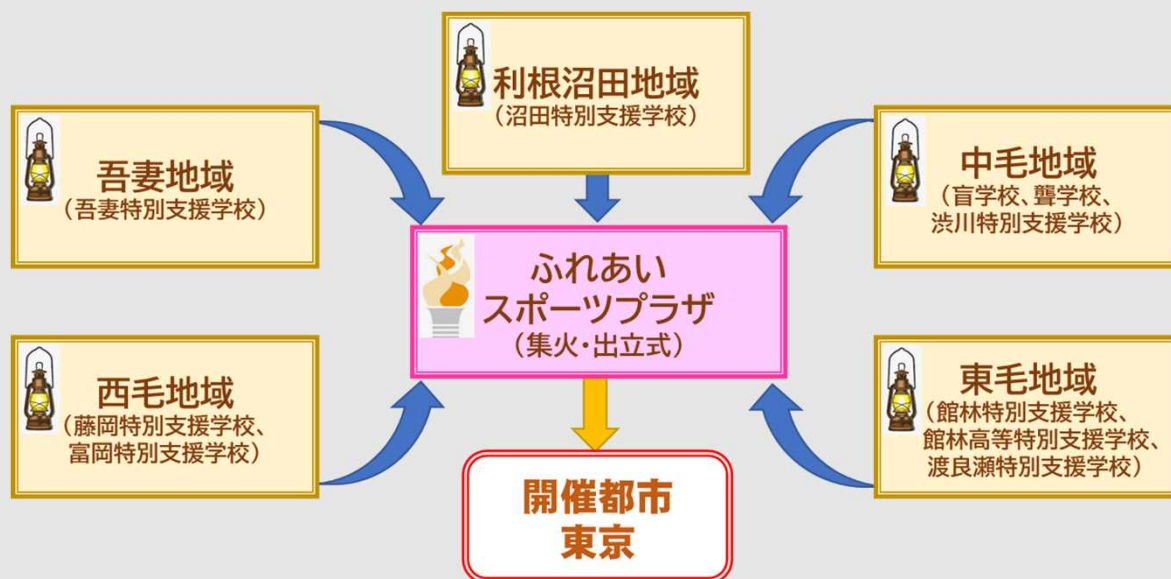 利根沼田地域
（沼田特別支援学校）
吾妻地域
（吾妻特別支援学校）
中毛地域
（盲学校、聾学校、
渋川特別支援学校）
ふれあい
スポーツプラザ
（集火・出立式）
西毛地域
（藤岡特別支援学校、
富岡特別支援学校）
東毛地域
（館林特別支援学校、
館林高等特別支援学校、
渡良瀬特別支援学校）
開催都市
東京